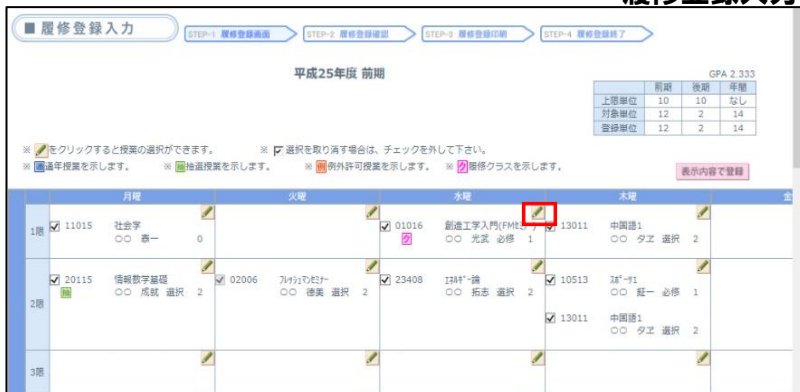 ■ 履修登録入力
STEP-1 履修登録画面
STEP-2 履修登録確認
STEP-3 履修登録印刷
STEP-4 履修登録終了
平成25年度 前期
GPA 2.333
前期 後期 年間
上限単位 10 10 なし
対象単位 12 2 14
登録単位 12 2 14
※ をクリックすると授業の選択ができます。 ※ 選択を取り消す場合は、チェックを外して下さい。
※ 通年授業を示します。 ※ 抽選授業を示します。 ※ 例外許可授業を示します。 ※ ク履修クラスを示します。
表示内容で登録
月曜 火曜 水曜 木曜 金
1限
11015 社会学
○○ 泰一 0
01016 創造工学入門(FMセミナ)
ク ○○ 光武 必修 1
13011 中国語1
○○ タヱ 選択 2
2限
20115 情報数学基礎
○○ 成就 選択 2
02006 フレッシュマンセミナー
○○ 徳美 選択 2
23408 エネルギー論
○○ 拓志 選択 2
10513 スポーツ1
○○ 経一 必修 1
13011 中国語1
○○ タヱ 選択 2
3限